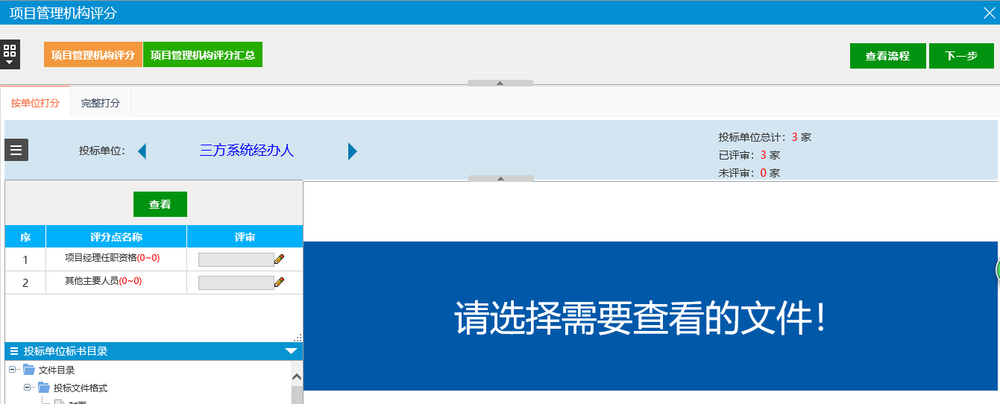 项目管理机构评分
项目管理机构评分 项目管理机构评分汇总 查看流程 下一步
按单位打分 完整打分
投标单位： 三方系统经办人
投标单位总计：3 家
已评审：3 家
未评审：0 家
查看
序 评分点名称 评审
1 项目经理任职资格(0~0)
2 其他主要人员(0~0)
请选择需要查看的文件！
投标单位标书目录
文件目录
投标文件格式